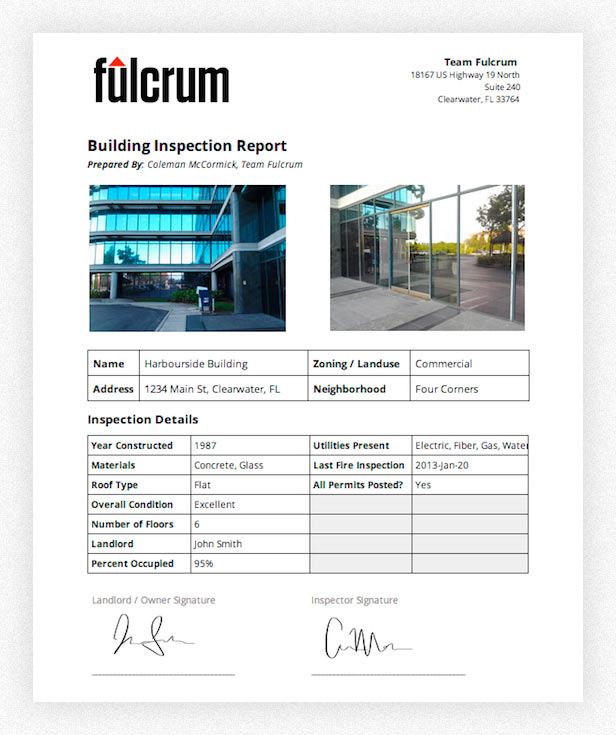 fulcrum
Team Fulcrum
18167 US Highway 19 North
Suite 240
Clearwater, FL 33764
Building Inspection Report
Prepared By: Coleman McCormick, Team Fulcrum
Name Harbourside Building Zoning / Landuse Commercial
Address 1234 Main St, Clearwater, FL Neighborhood Four Corners
Inspection Details
Year Constructed 1987 Utilities Present Electric, Fiber, Gas, Water
Materials Concrete, Glass Last Fire Inspection 2013-Jan-20
Roof Type Flat All Permits Posted? Yes
Overall Condition Excellent
Number of Floors 6
Landlord John Smith
Percent Occupied 95%
Landlord / Owner Signature Inspector Signature